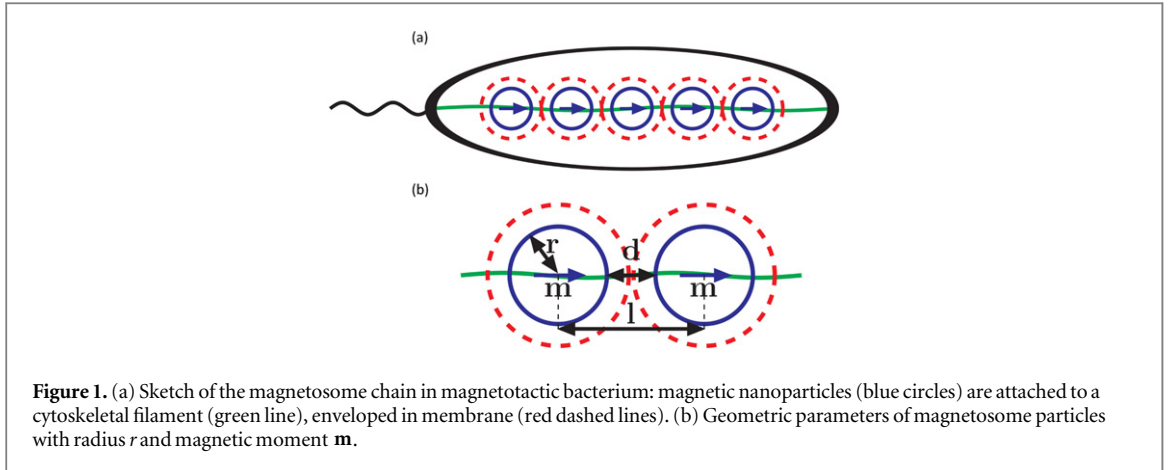 (a)
(b)
r
d
m
m
l
Figure 1. (a) Sketch of the magnetosome chain in magnetotactic bacterium: magnetic nanoparticles (blue circles) are attached to a
cytoskeletal filament (green line), enveloped in membrane (red dashed lines). (b) Geometric parameters of magnetosome particles
with radius r and magnetic moment m.